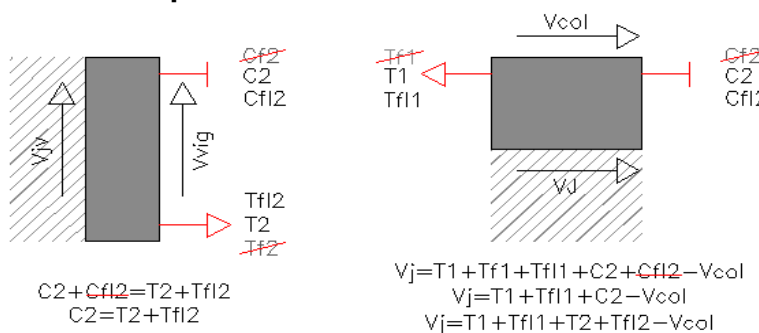 Cf2
C2
Cfl2
Vjv
Vvig
Tfl2
T2
Tf2
C2+Cfl2=T2+Tfl2
C2=T2+Tfl2
Vcol
Tf1
T1
Tfl1
Cf2
C2
Cfl2
VJ
Vj=T1+Tf1+Tfl1+C2+Cfl2-Vcol
Vj=T1+Tfl1+C2-Vcol
Vj=T1+Tfl1+T2+Tfl2-Vcol